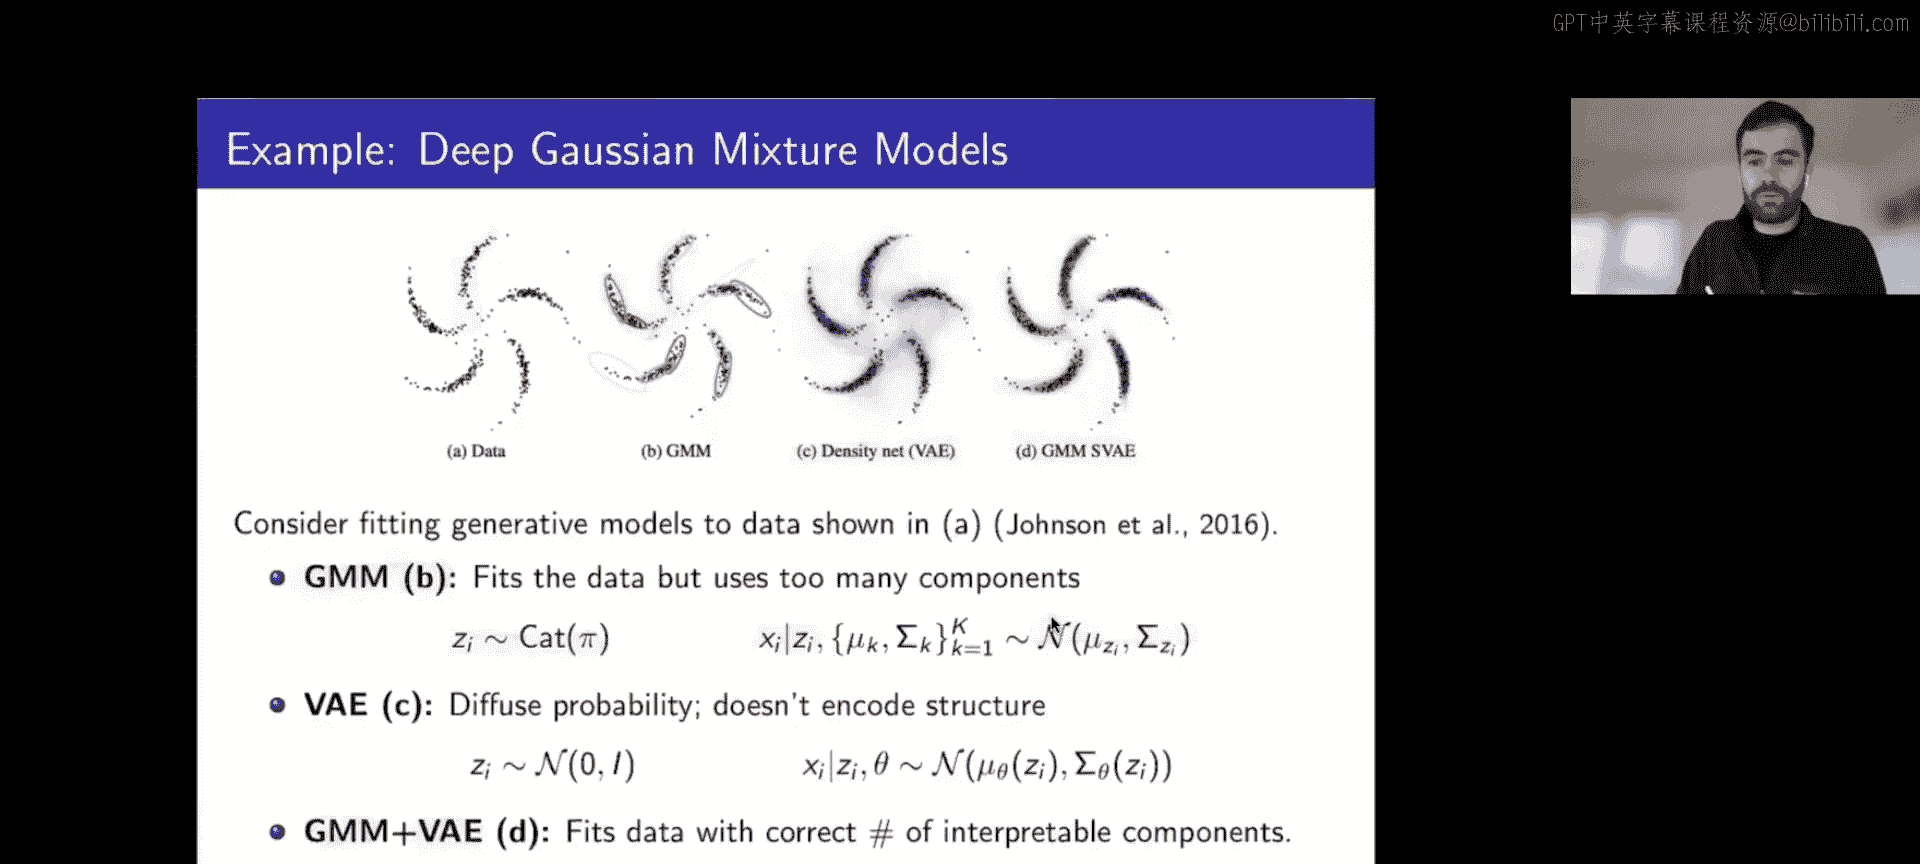 GPT中英字幕课程资源@bilibili.com
Example: Deep Gaussian Mixture Models
(a) Data (b) GMM (c) Density net (VAE) (d) GMM SVAE
Consider fitting generative models to data shown in (a) (Johnson et al., 2016).
GMM (b): Fits the data but uses too many components
z_i ∼ Cat(π) x_i|z_i, {μ_k, Σ_k}_{k=1}^K ∼ N(μ_{z_i}, Σ_{z_i})
VAE (c): Diffuse probability; doesn't encode structure
z_i ∼ N(0, I) x_i|z_i, θ ∼ N(μ_θ(z_i), Σ_θ(z_i))
GMM+VAE (d): Fits data with correct # of interpretable components.